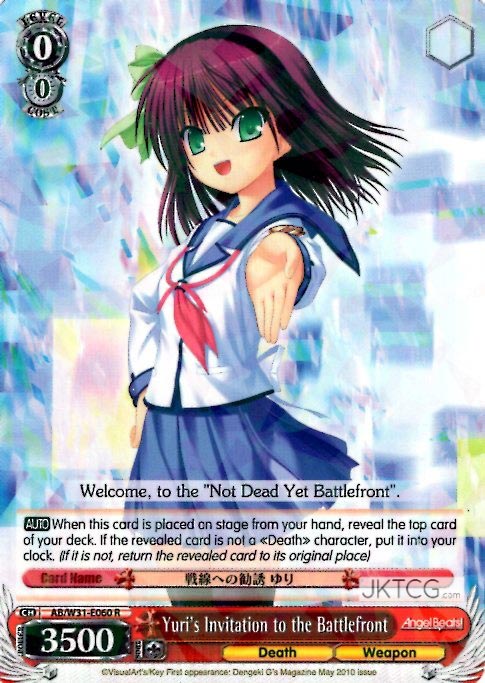 LEVEL
0
0
COST
Welcome, to the "Not Dead Yet Battlefront".
AUTO When this card is placed on stage from your hand, reveal the top card
of your deck. If the revealed card is not a «Death» character, put it into your
clock. (If it is not, return the revealed card to its original place)
Card Name 戦線への勧誘 ゆり
JKTCG.com
CH AB/W31-E060 R
3500
Yuri's Invitation to the Battlefront
Angel Beats!
Death Weapon
©VisualArt's/Key First appearance: Dengeki G's Magazine May 2010 issue